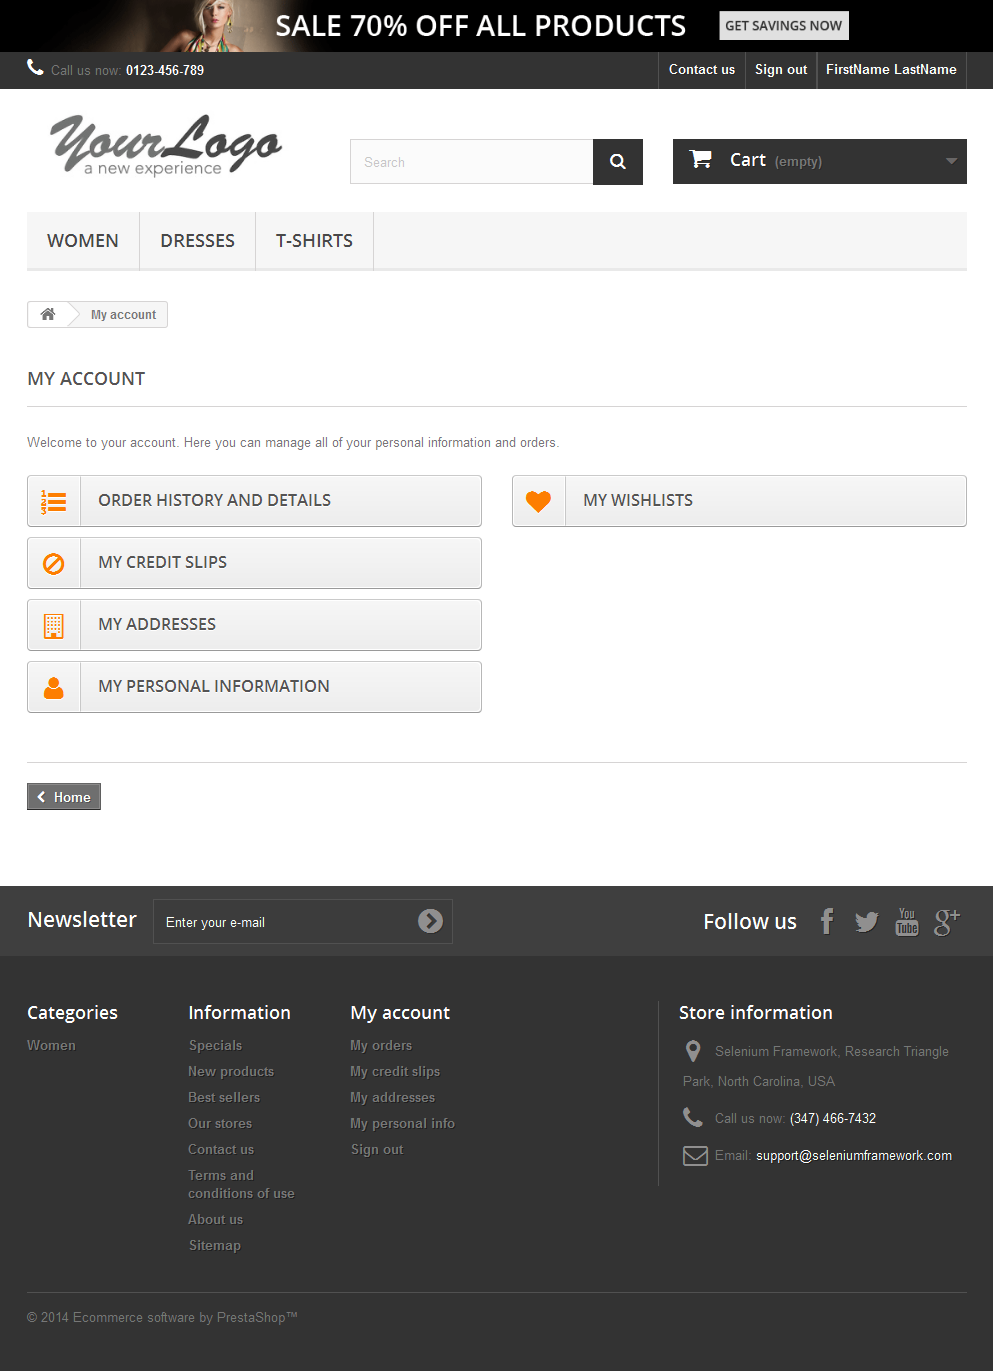 SALE 70% OFF ALL PRODUCTS GET SAVINGS NOW
Call us now: 0123-456-789 Contact us Sign out FirstName LastName
YourLogo
a new experience
Search
Cart (empty)
WOMEN DRESSES T-SHIRTS
My account
MY ACCOUNT
Welcome to your account. Here you can manage all of your personal information and orders.
ORDER HISTORY AND DETAILS
MY CREDIT SLIPS
MY ADDRESSES
MY PERSONAL INFORMATION
MY WISHLISTS
Home
Newsletter Enter your e-mail Follow us
You
Tube
g+
Categories
Women
Information
Specials
New products
Best sellers
Our stores
Contact us
Terms and
conditions of use
About us
Sitemap
My account
My orders
My credit slips
My addresses
My personal info
Sign out
Store information
Selenium Framework, Research Triangle
Park, North Carolina, USA
Call us now: (347) 466-7432
Email: support@seleniumframework.com
© 2014 Ecommerce software by PrestaShop™